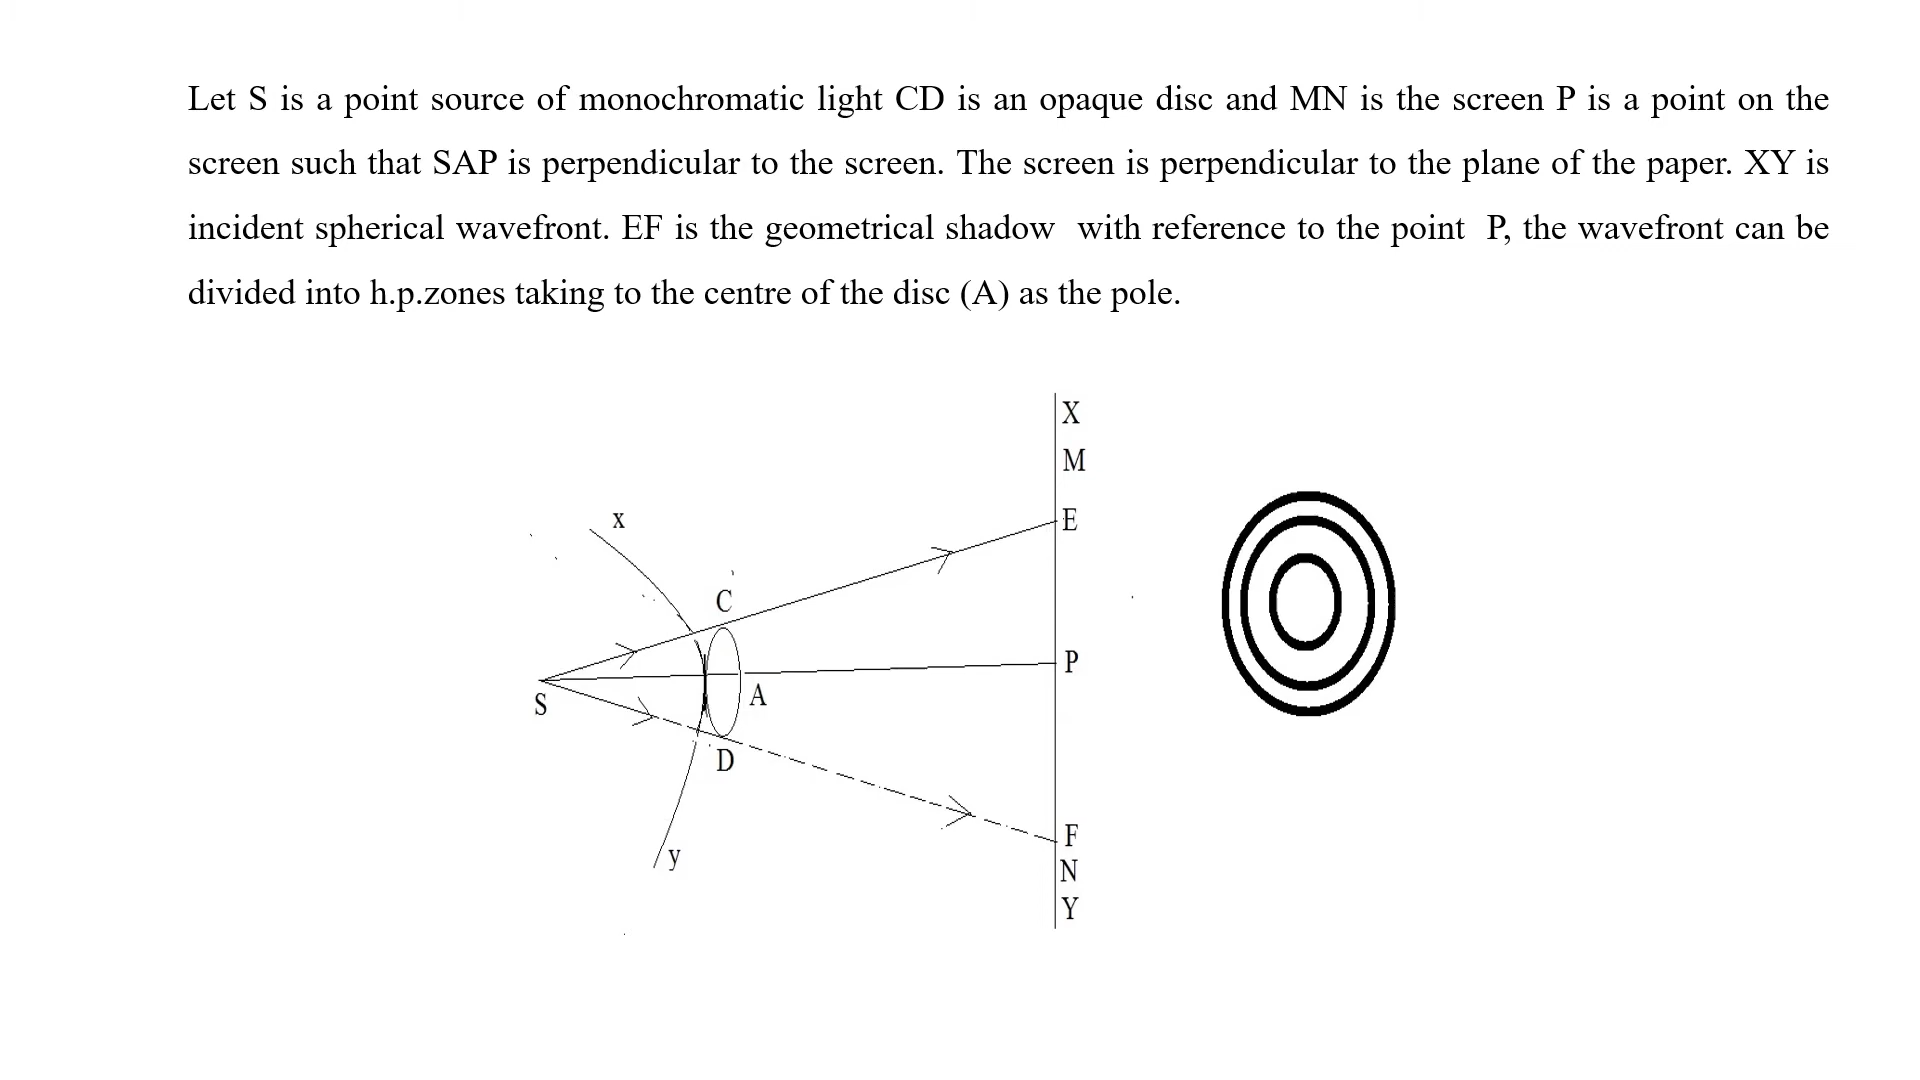 Let S is a point source of monochromatic light CD is an opaque disc and MN is the screen P is a point on the
screen such that SAP is perpendicular to the screen. The screen is perpendicular to the plane of the paper. XY is
incident spherical wavefront. EF is the geometrical shadow with reference to the point P, the wavefront can be
divided into h.p.zones taking to the centre of the disc (A) as the pole.
X
M
x
E
C
P
S
A
D
F
y
N
Y